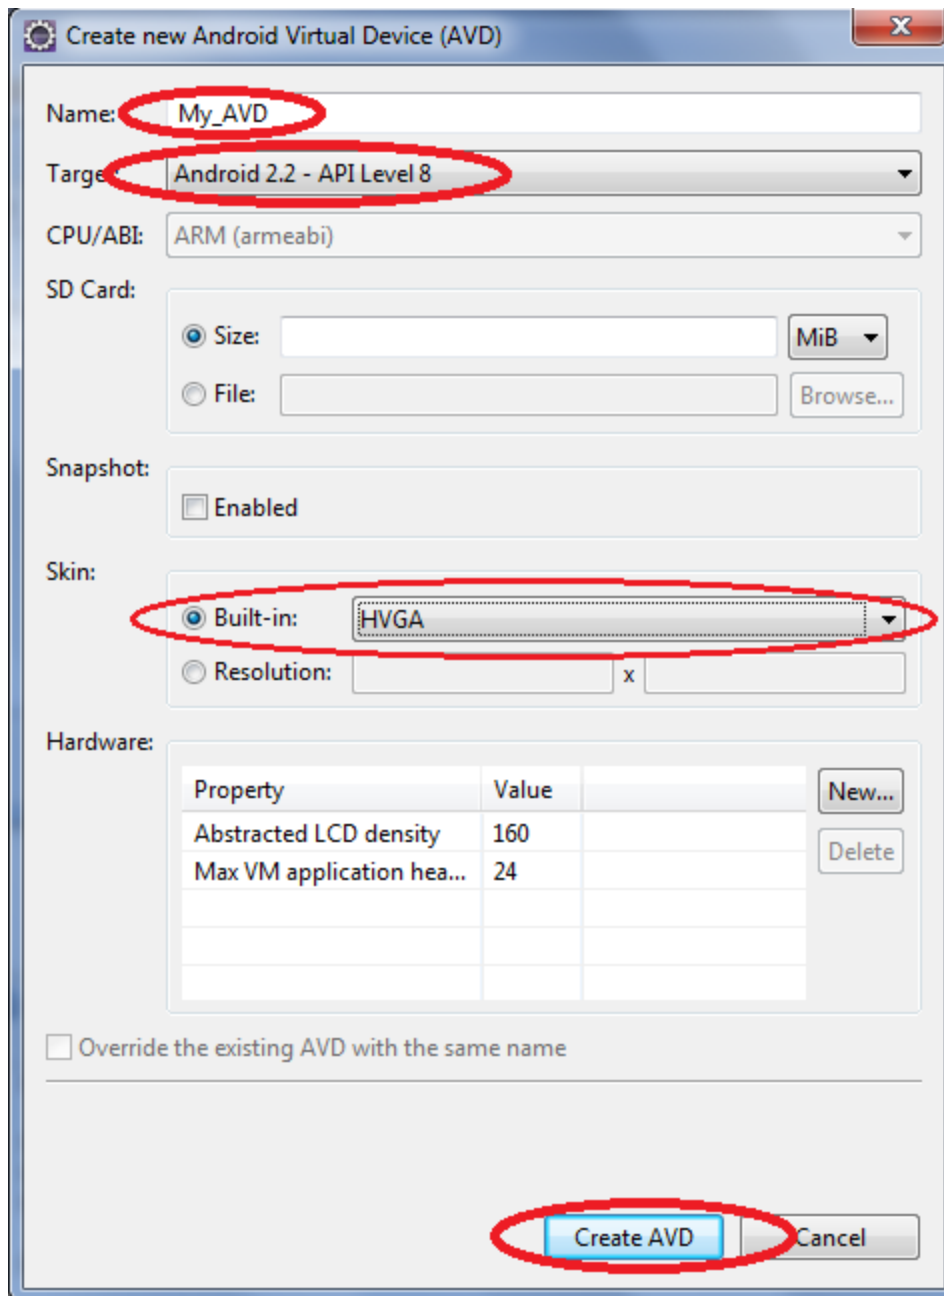 Create new Android Virtual Device (AVD)
Name: My_AVD
Targe Android 2.2 - API Level 8
CPU/ABI: ARM (armeabi)
SD Card:
Size: MiB
File: Browse...
Snapshot:
Enabled
Skin:
Built-in: HVGA
Resolution: x
Hardware:
Property Value New...
Abstracted LCD density 160
Delete
Max VM application hea... 24
Override the existing AVD with the same name
Create AVD Cancel